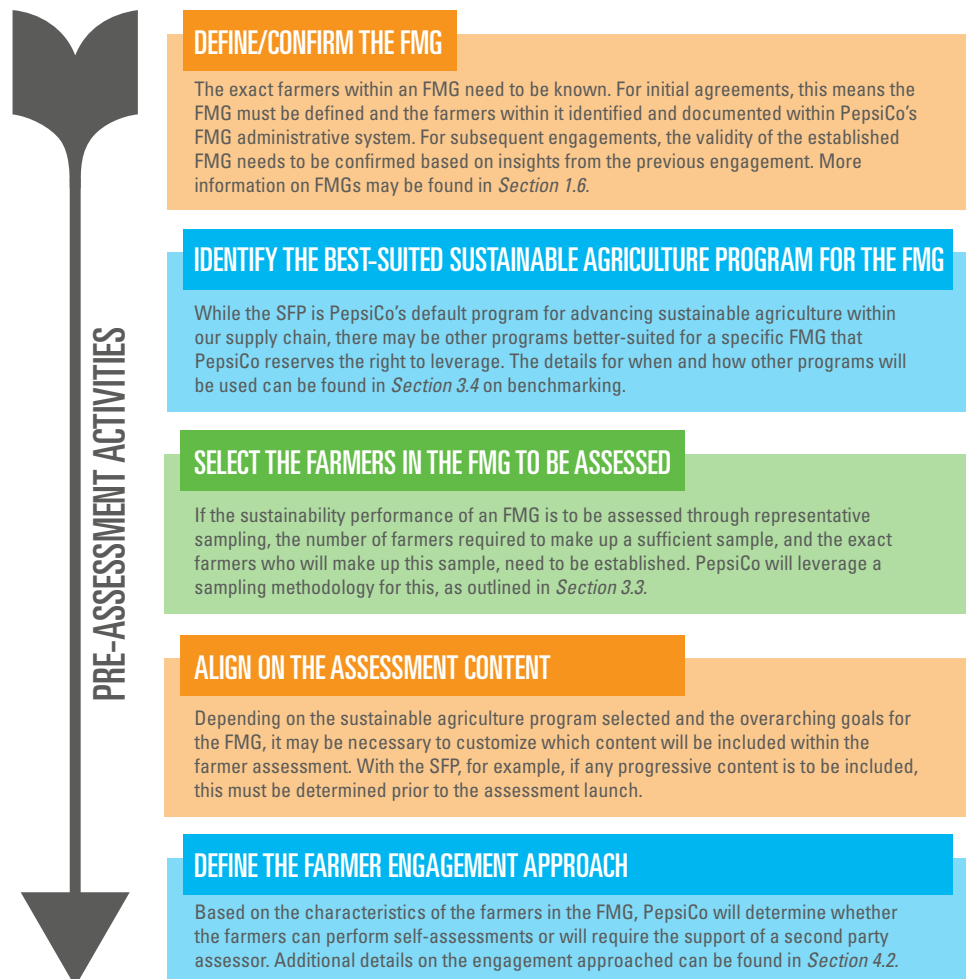 PRE-ASSESSMENT ACTIVITIES
DEFINE/CONFIRM THE FMG
The exact farmers within an FMG need to be known. For initial agreements, this means the
FMG must be defined and the farmers within it identified and documented within PepsiCo's
FMG administrative system. For subsequent engagements, the validity of the established
FMG needs to be confirmed based on insights from the previous engagement. More
information on FMGs may be found in Section 1.6.
IDENTIFY THE BEST-SUITED SUSTAINABLE AGRICULTURE PROGRAM FOR THE FMG
While the SFP is PepsiCo's default program for advancing sustainable agriculture within
our supply chain, there may be other programs better-suited for a specific FMG that
PepsiCo reserves the right to leverage. The details for when and how other programs will
be used can be found in Section 3.4 on benchmarking.
SELECT THE FARMERS IN THE FMG TO BE ASSESSED
If the sustainability performance of an FMG is to be assessed through representative
sampling, the number of farmers required to make up a sufficient sample, and the exact
farmers who will make up this sample, need to be established. PepsiCo will leverage a
sampling methodology for this, as outlined in Section 3.3.
ALIGN ON THE ASSESSMENT CONTENT
Depending on the sustainable agriculture program selected and the overarching goals for
the FMG, it may be necessary to customize which content will be included within the
farmer assessment. With the SFP, for example, if any progressive content is to be included,
this must be determined prior to the assessment launch.
DEFINE THE FARMER ENGAGEMENT APPROACH
Based on the characteristics of the farmers in the FMG, PepsiCo will determine whether
the farmers can perform self-assessments or will require the support of a second party
assessor. Additional details on the engagement approached can be found in Section 4.2.